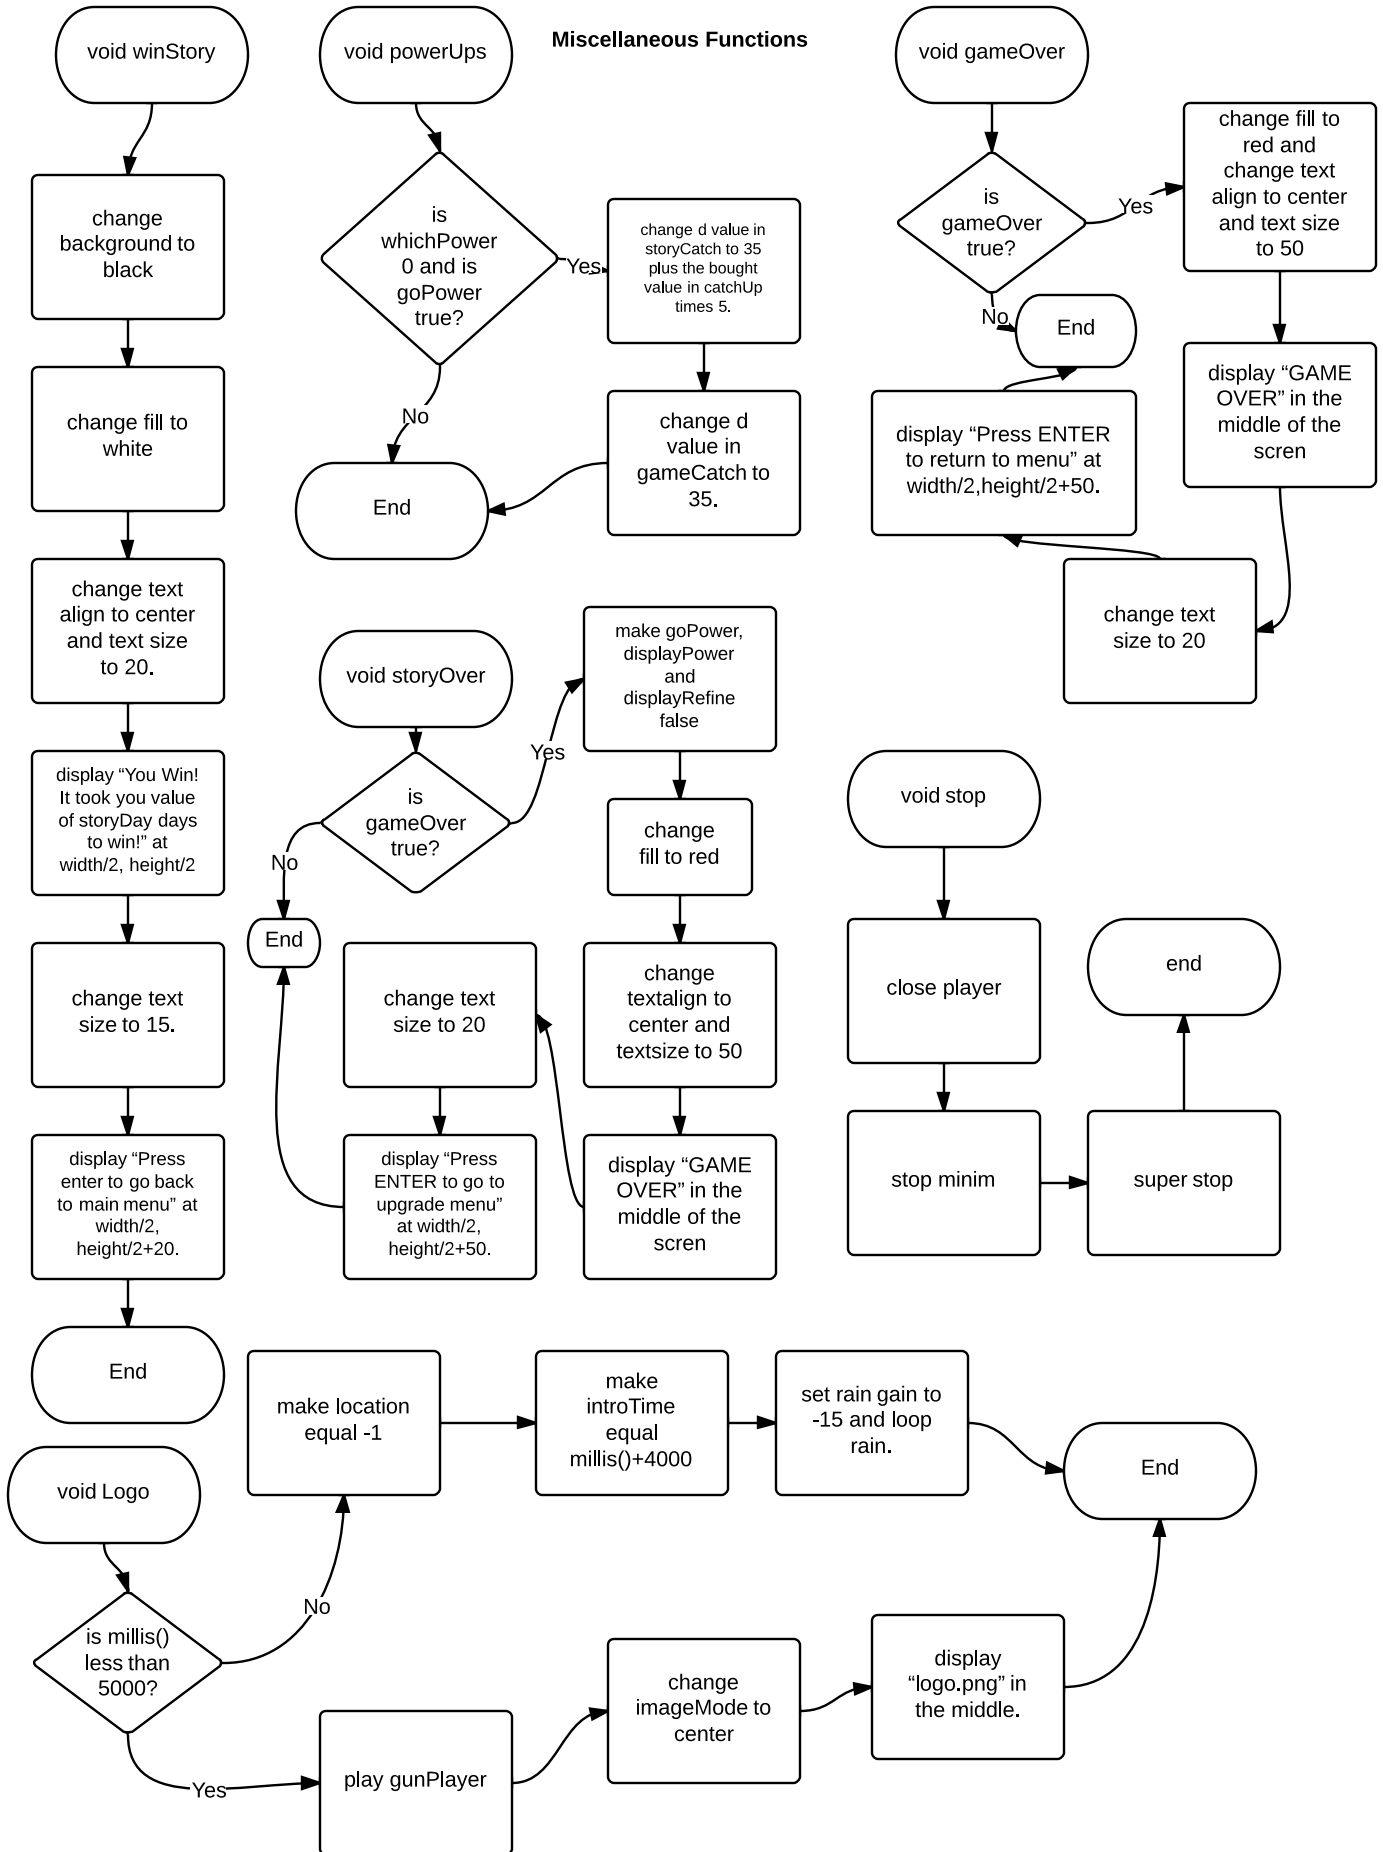 Miscellaneous Functions
void winStory
change
background to
black
change fill to
white
change text
align to center
and text size
to 20.
display “You Win!
It took you value
of storyDay days
to win!” at
width/2, height/2
change text
size to 15.
display “Press
enter to go back
to main menu” at
width/2,
height/2+20.
End
void powerUps
is
whichPower
0 and is
goPower
true?
Yes
No
change d value in
storyCatch to 35
plus the bought
value in catchUp
times 5.
change d
value in
gameCatch to
35.
End
void gameOver
is
gameOver
true?
Yes
No
change fill to
red and
change text
align to center
and text size
to 50
display “GAME
OVER” in the
middle of the
scren
change text
size to 20
display “Press ENTER
to return to menu” at
width/2,height/2+50.
End
void storyOver
is
gameOver
true?
Yes
No
make goPower,
displayPower
and
displayRefine
false
change
fill to red
change
textalign to
center and
textsize to 50
display “GAME
OVER” in the
middle of the
scren
change text
size to 20
display “Press
ENTER to go to
upgrade menu”
at width/2,
height/2+50.
End
void stop
close player
stop minim
super stop
end
void Logo
is millis()
less than
5000?
No
Yes
make location
equal -1
make
introTime
equal
millis()+4000
set rain gain to
-15 and loop
rain.
play gunPlayer
change
imageMode to
center
display
“logo.png” in
the middle.
End